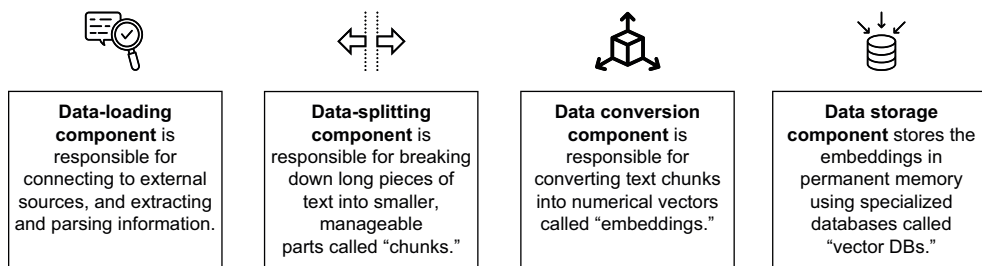 Data-loading
component is
responsible for
connecting to external
sources, and extracting
and parsing information.
Data-splitting
component is
responsible for breaking
down long pieces of
text into smaller,
manageable
parts called “chunks.”
Data conversion
component is
responsible for
converting text chunks
into numerical vectors
called “embeddings.”
Data storage
component stores the
embeddings in
permanent memory
using specialized
databases called
“vector DBs.”